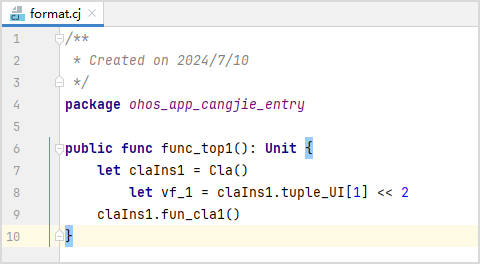 format.cj
1 /**
2  * Created on 2024/7/10
3  */
4 package ohos_app_cangjie_entry
5
6 public func func_top1(): Unit {
7     let claIns1 = Cla()
8         let vf_1 = claIns1.tuple_UI[1] << 2
9     claIns1.fun_cla1()
10 }